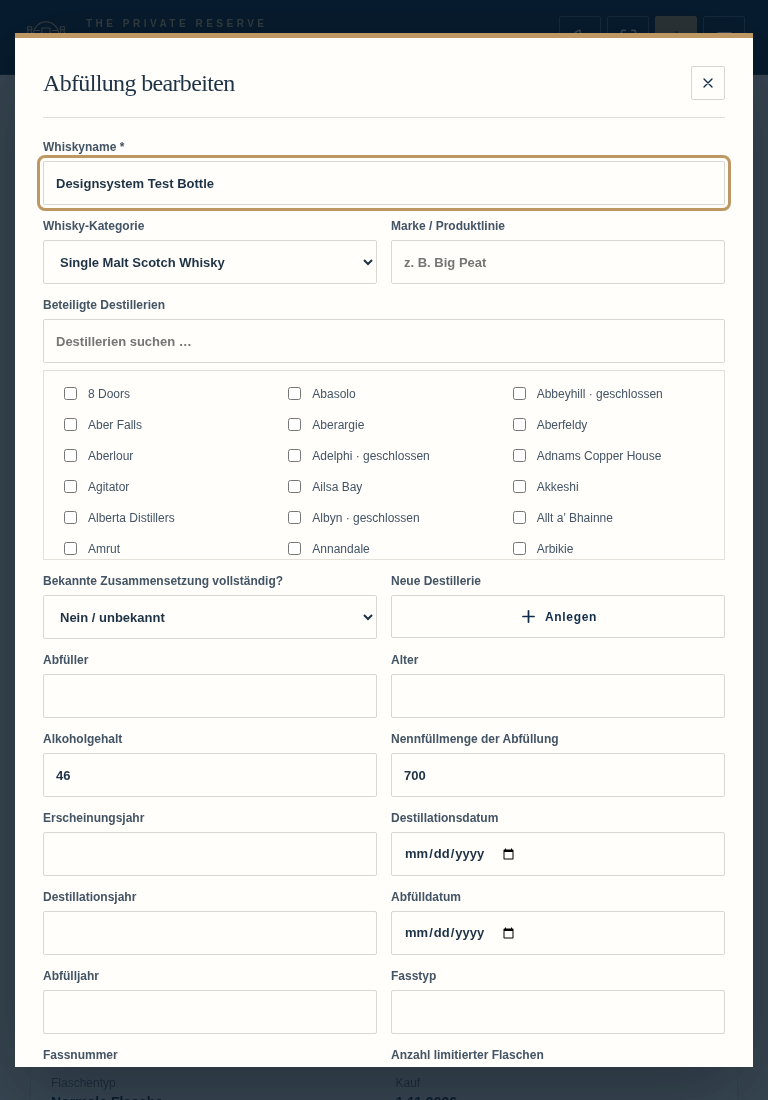 THE PRIVATE RESERVE
Abfüllung bearbeiten
Whiskyname *
Designsystem Test Bottle
Whisky-Kategorie Marke / Produktlinie
Single Malt Scotch Whisky z. B. Big Peat
Beteiligte Destillerien
Destillerien suchen …
8 Doors Abasolo Abbeyhill · geschlossen
Aber Falls Aberargie Aberfeldy
Aberlour Adelphi · geschlossen Adnams Copper House
Agitator Ailsa Bay Akkeshi
Alberta Distillers Albyn · geschlossen Allt a' Bhainne
Amrut Annandale Arbikie
Bekannte Zusammensetzung vollständig? Neue Destillerie
Nein / unbekannt Anlegen
Abfüller Alter
Alkoholgehalt Nennfüllmenge der Abfüllung
46 700
Erscheinungsjahr Destillationsdatum
mm/dd/yyyy
Destillationsjahr Abfülldatum
mm/dd/yyyy
Abfülljahr Fasstyp
Fassnummer Anzahl limitierter Flaschen
Flaschentyp Kauf
Normale Flasche